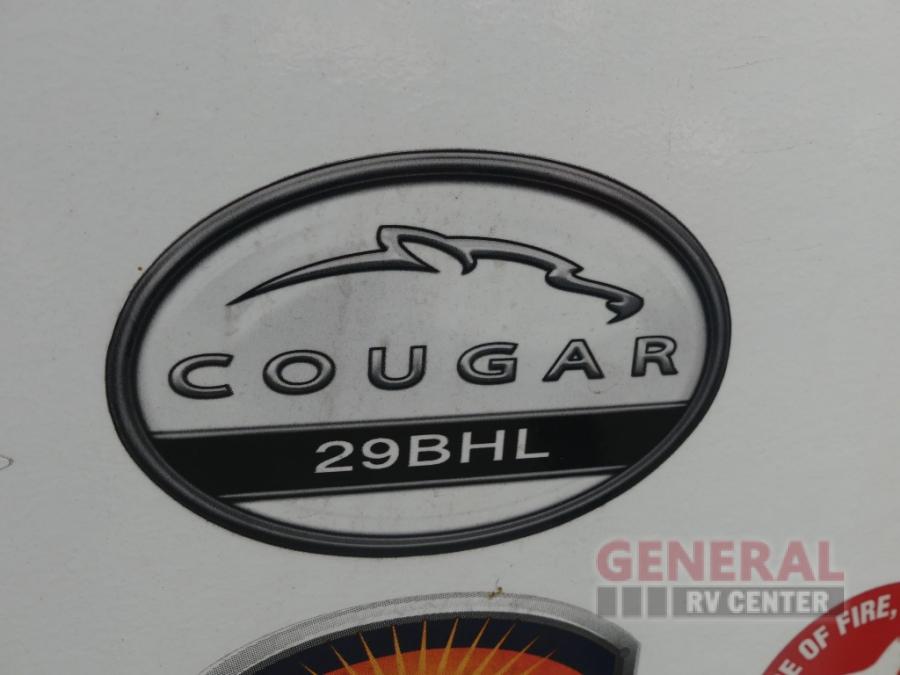 COUGAR
29BHL
GENERAL
RV CENTER
OF FIRE,